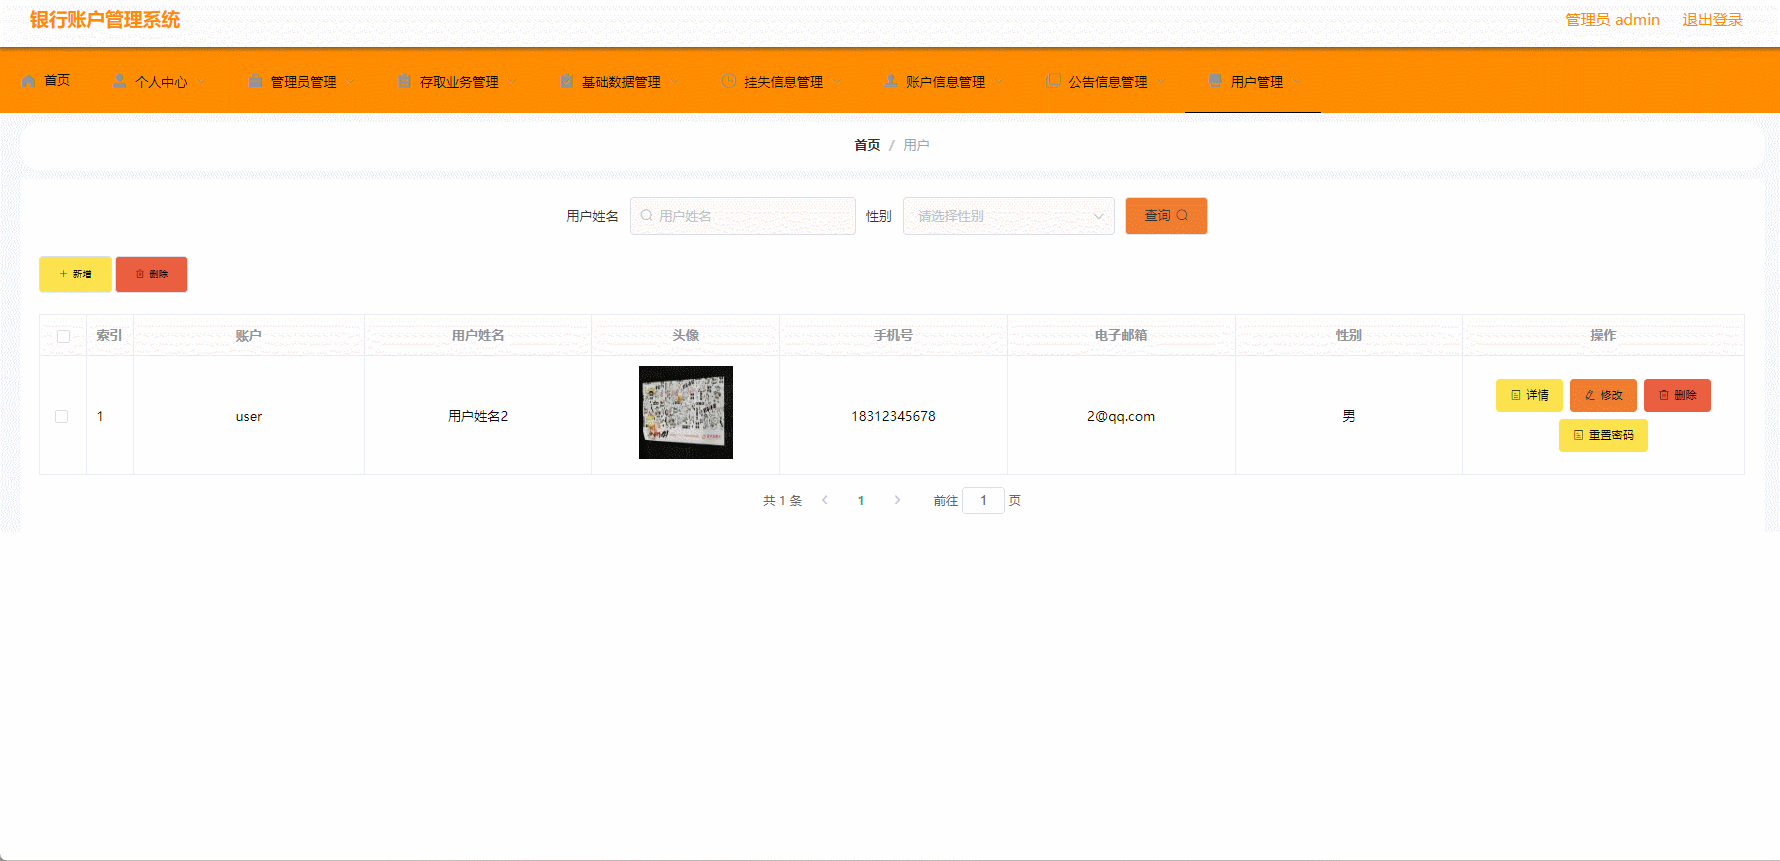 银行账户管理系统
管理员 admin 退出登录
首页 个人中心 管理员管理 存取业务管理 基础数据管理 挂失信息管理 账户信息管理 公告信息管理 用户管理
首页 / 用户
用户姓名 用户姓名 性别 请选择性别 查询
新增 删除
索引 账户 用户姓名 头像 手机号 电子邮箱 性别 操作
1 user 用户姓名2 18312345678 2@qq.com 男 详情 修改 删除
重置密码
共 1 条 1 前往 1 页